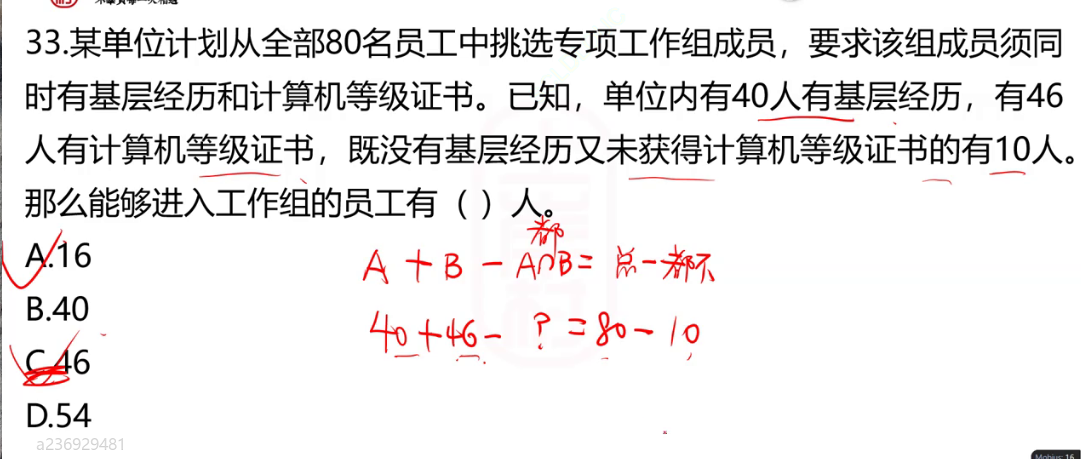 33.某单位计划从全部80名员工中挑选专项工作组成员，要求该组成员须同
时有基层经历和计算机等级证书。已知，单位内有40人有基层经历，有46
人有计算机等级证书，既没有基层经历又未获得计算机等级证书的有10人。
那么能够进入工作组的员工有（）人。
都
A.16
A + B - A∩B = 总 - 都不
B.40
40+46- ? = 80-10
C.46
D.54
a236929481
Mobius: 16